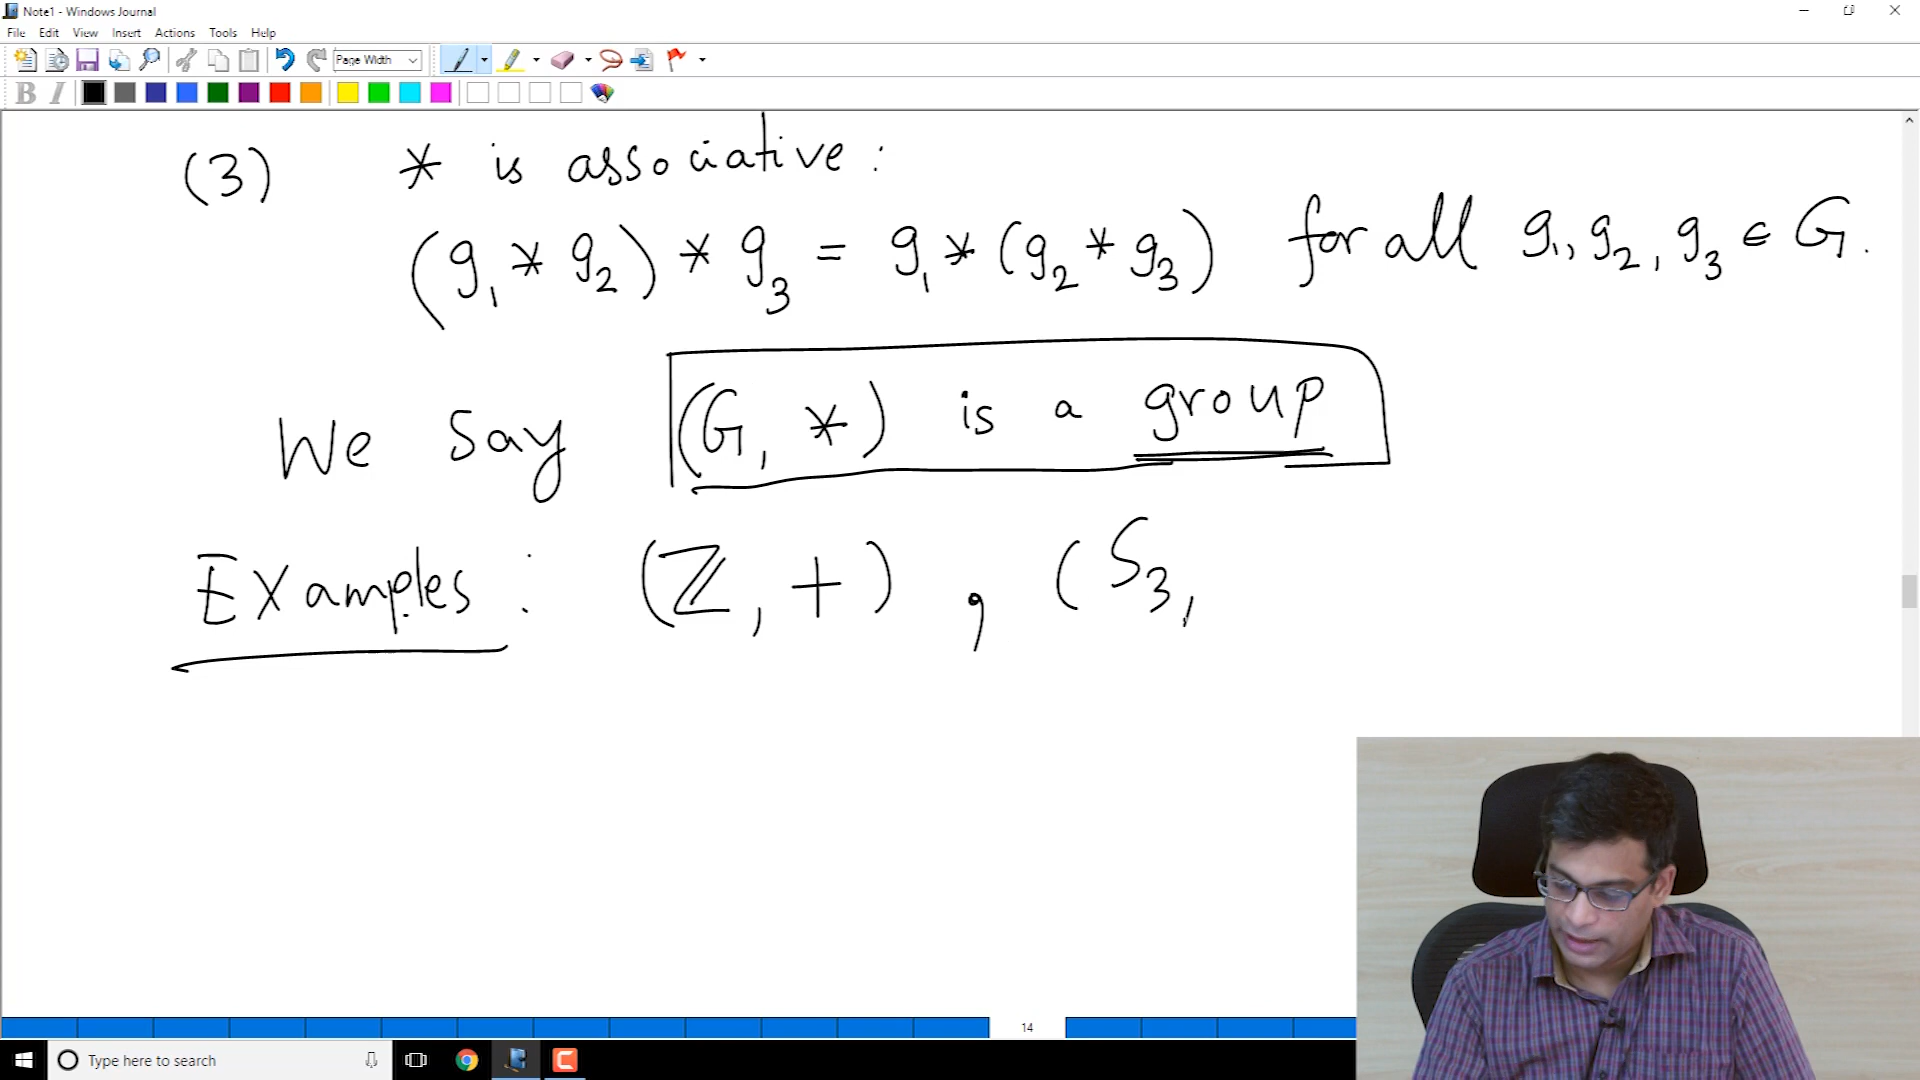 Note1 - Windows Journal
File Edit View Insert Actions Tools Help
Page Width
B I
(3) * is associative :
(g₁ * g₂) * g₃ = g₁ * (g₂ * g₃) for all g₁, g₂, g₃ ∈ G.
We say (G, *) is a group
Examples : (ℤ, +) , (S₃,
14
Type here to search